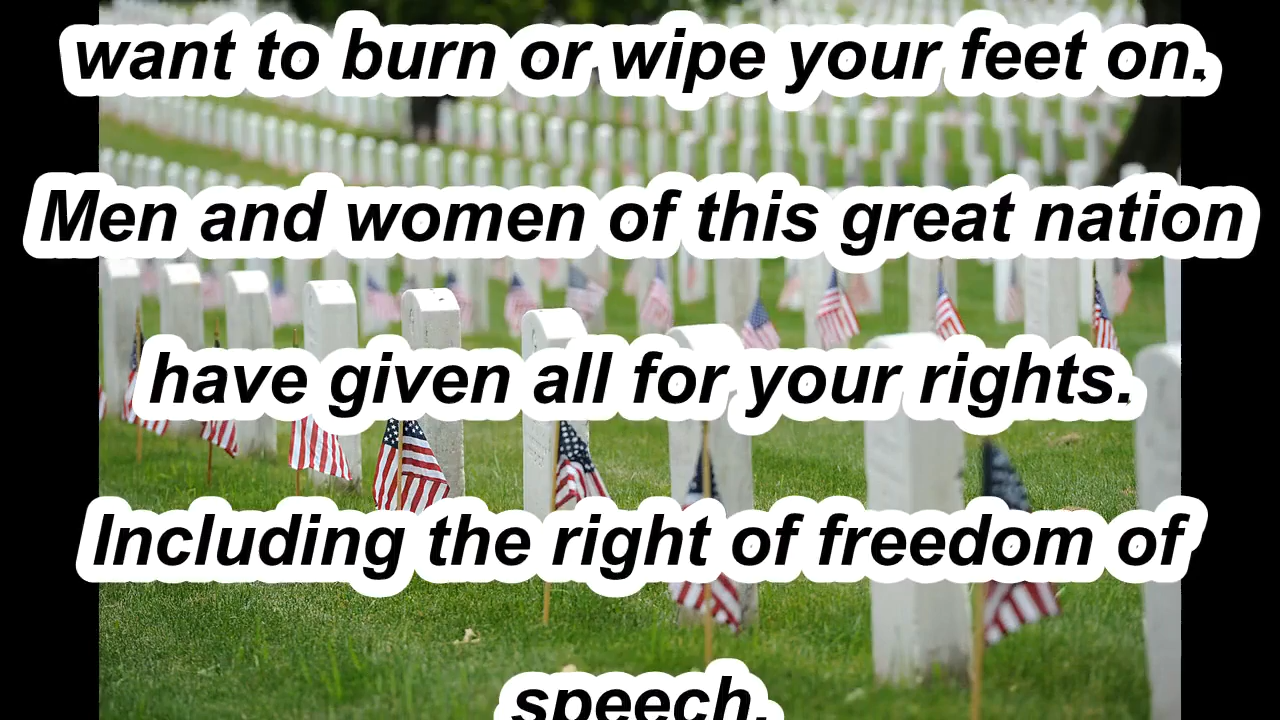 want to burn or wipe your feet on.
Men and women of this great nation
have given all for your rights.
Including the right of freedom of
speech.